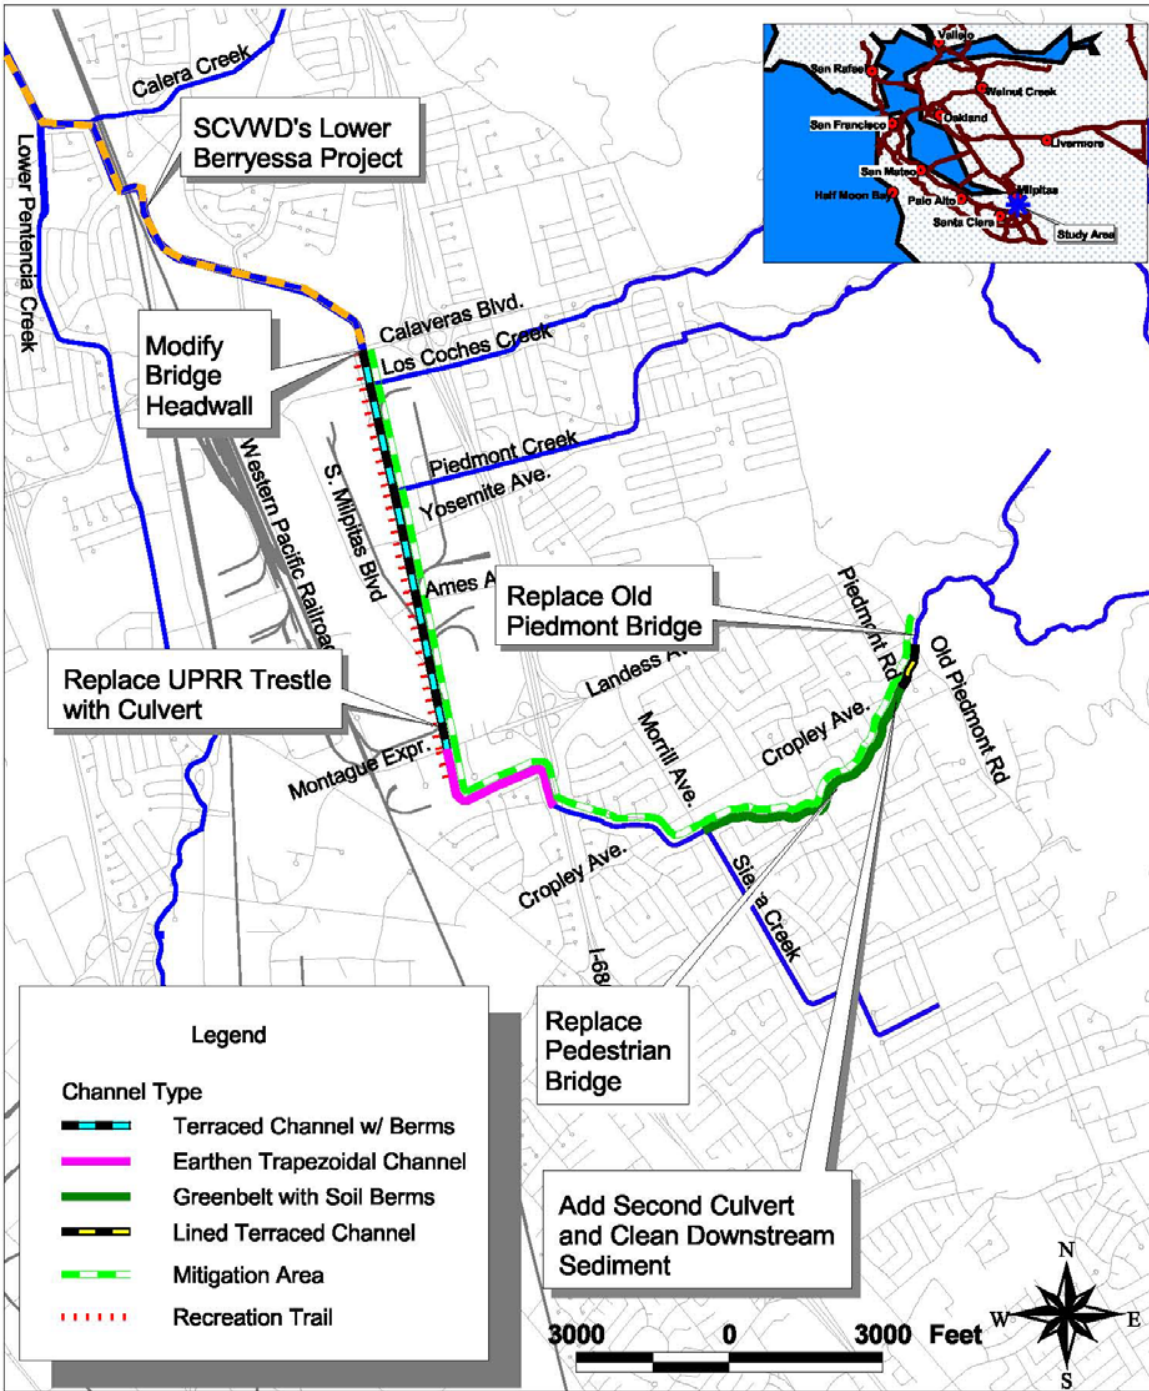 Calera Creek
SCVWD's Lower
Berryessa Project
Lower Pentencia Creek
Vallejo
San Rafael
Walnut Creek
San Francisco
Oakland
Livermore
San Mateo
Half Moon Bay
Palo Alto
Milpitas
Santa Clara
Study Area
Modify
Bridge
Headwall
Calaveras Blvd.
Los Coches Creek
Piedmont Creek
Yosemite Ave.
Western Pacific Railroad
S. Milpitas Blvd
Ames A
Replace Old
Piedmont Bridge
Piedmont Rd
Old Piedmont Rd
Landess Av
Replace UPRR Trestle
with Culvert
Montague Expr.
Morrill Ave.
Cropley Ave.
Cropley Ave.
Sierra Creek
I-68
Replace
Pedestrian
Bridge
Add Second Culvert
and Clean Downstream
Sediment
Legend
Channel Type
Terraced Channel w/ Berms
Earthen Trapezoidal Channel
Greenbelt with Soil Berms
Lined Terraced Channel
Mitigation Area
Recreation Trail
3000 0 3000 Feet
N
W E
S